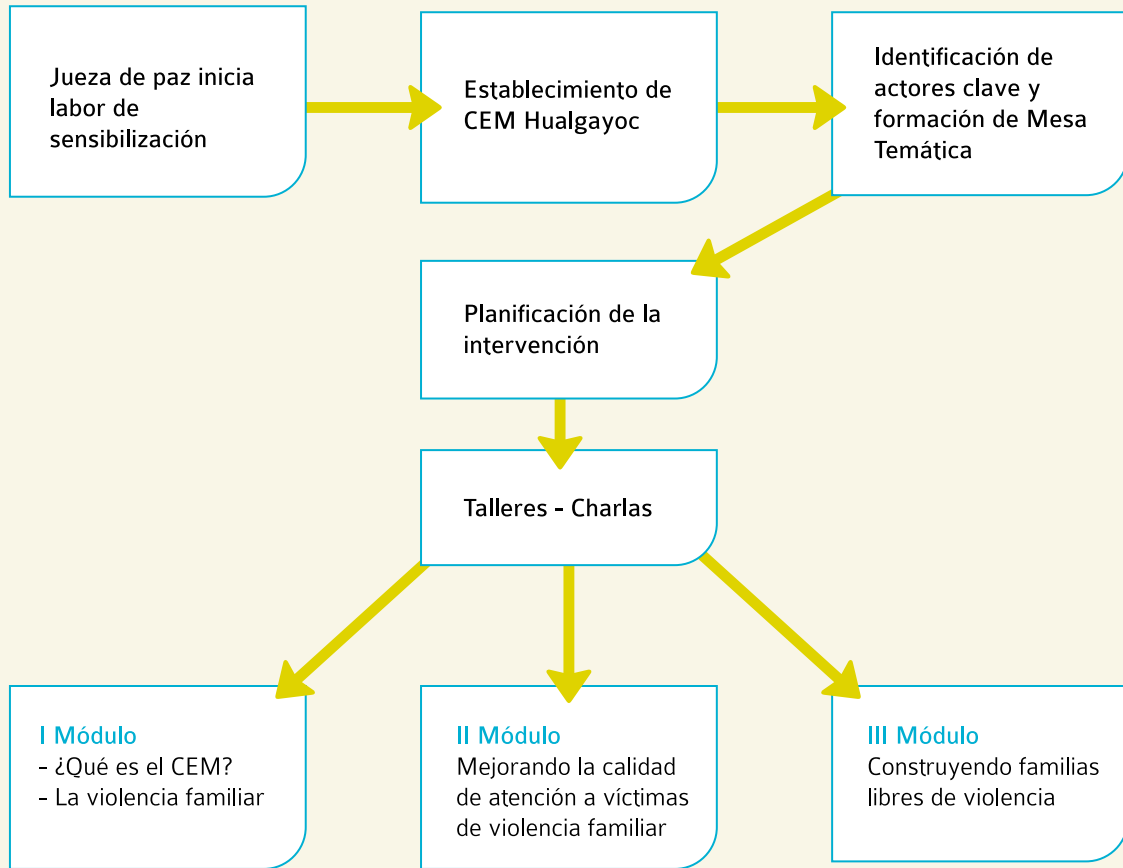 Jueza de paz inicia
labor de
sensibilización
Establecimiento de
CEM Hualgayoc
Identificación de
actores clave y
formación de Mesa
Temática
Planificación de la
intervención
Talleres - Charlas
I Módulo
- ¿Qué es el CEM?
- La violencia familiar
II Módulo
Mejorando la calidad
de atención a víctimas
de violencia familiar
III Módulo
Construyendo familias
libres de violencia